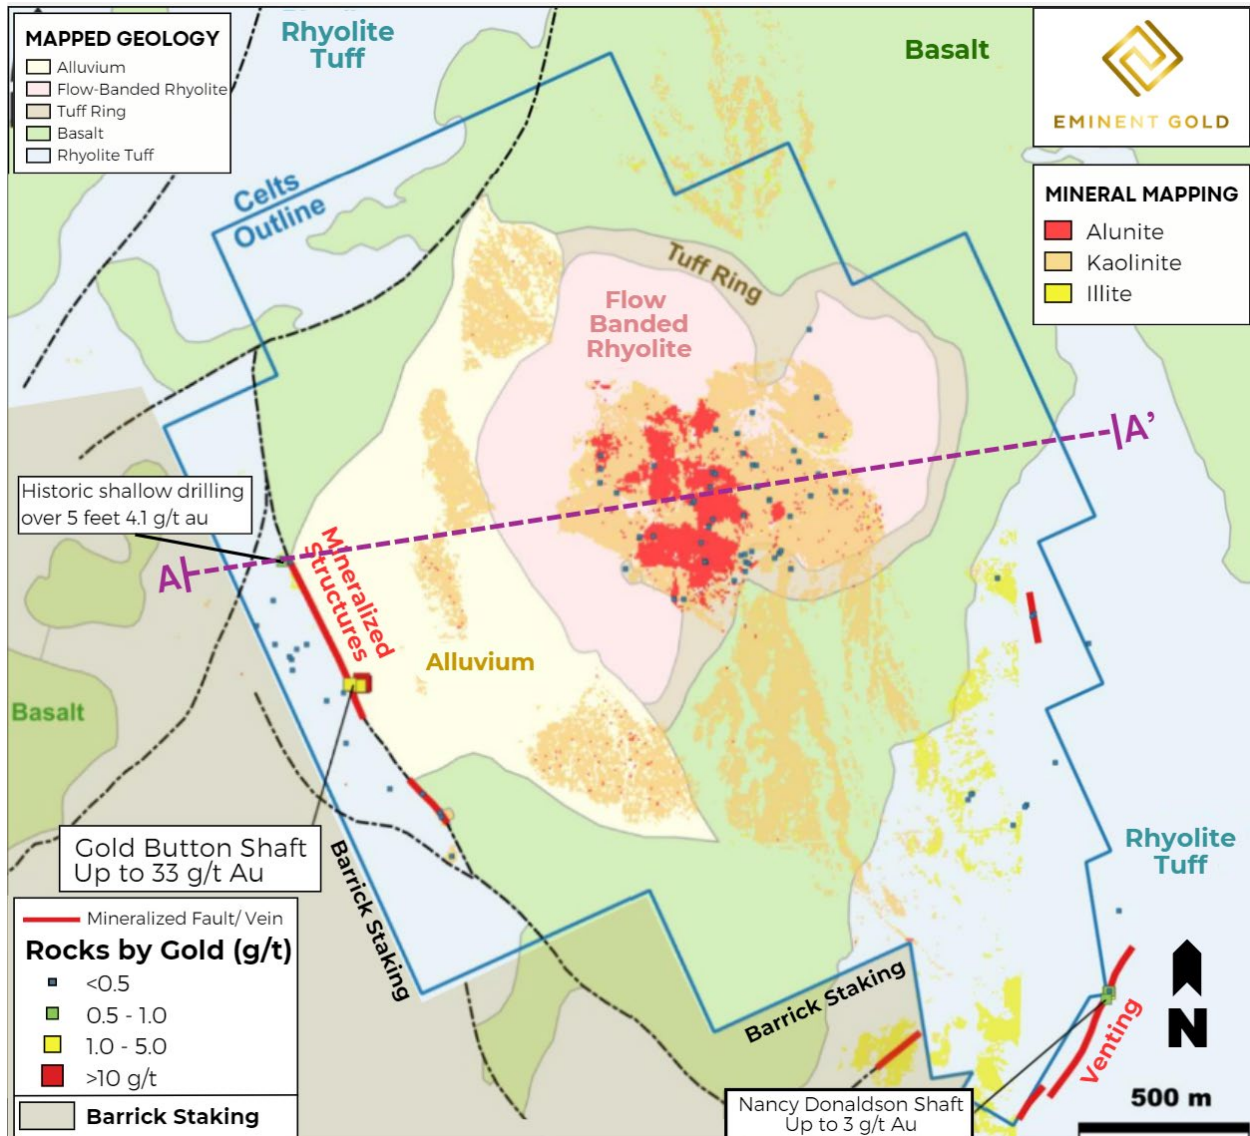 MAPPED GEOLOGY
Alluvium
Flow-Banded Rhyolite
Tuff Ring
Basalt
Rhyolite Tuff
Rhyolite
Tuff
Basalt
EMINENT GOLD
MINERAL MAPPING
Alunite
Kaolinite
Illite
Celts
Outline
Tuff Ring
Flow
Banded
Rhyolite
A'
Historic shallow drilling
over 5 feet 4.1 g/t au
A
Mineralized
Structures
Alluvium
Basalt
Rhyolite
Tuff
Gold Button Shaft
Up to 33 g/t Au
Barrick Staking
Barrick Staking
Mineralized Fault/ Vein
Rocks by Gold (g/t)
<0.5
0.5 - 1.0
1.0 - 5.0
>10 g/t
Barrick Staking
Venting
N
Nancy Donaldson Shaft
Up to 3 g/t Au
500 m